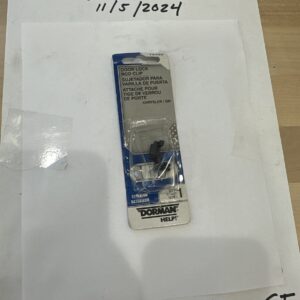 11/5/2024
DOOR LOCK
ROD CLIP
SUJETADOR PARA
VARILLA DE PUERTA
ATTACHE POUR
TIGE DE VERROU
DE PORTE
CHRYSLER / GM
DORMAN
HELP!